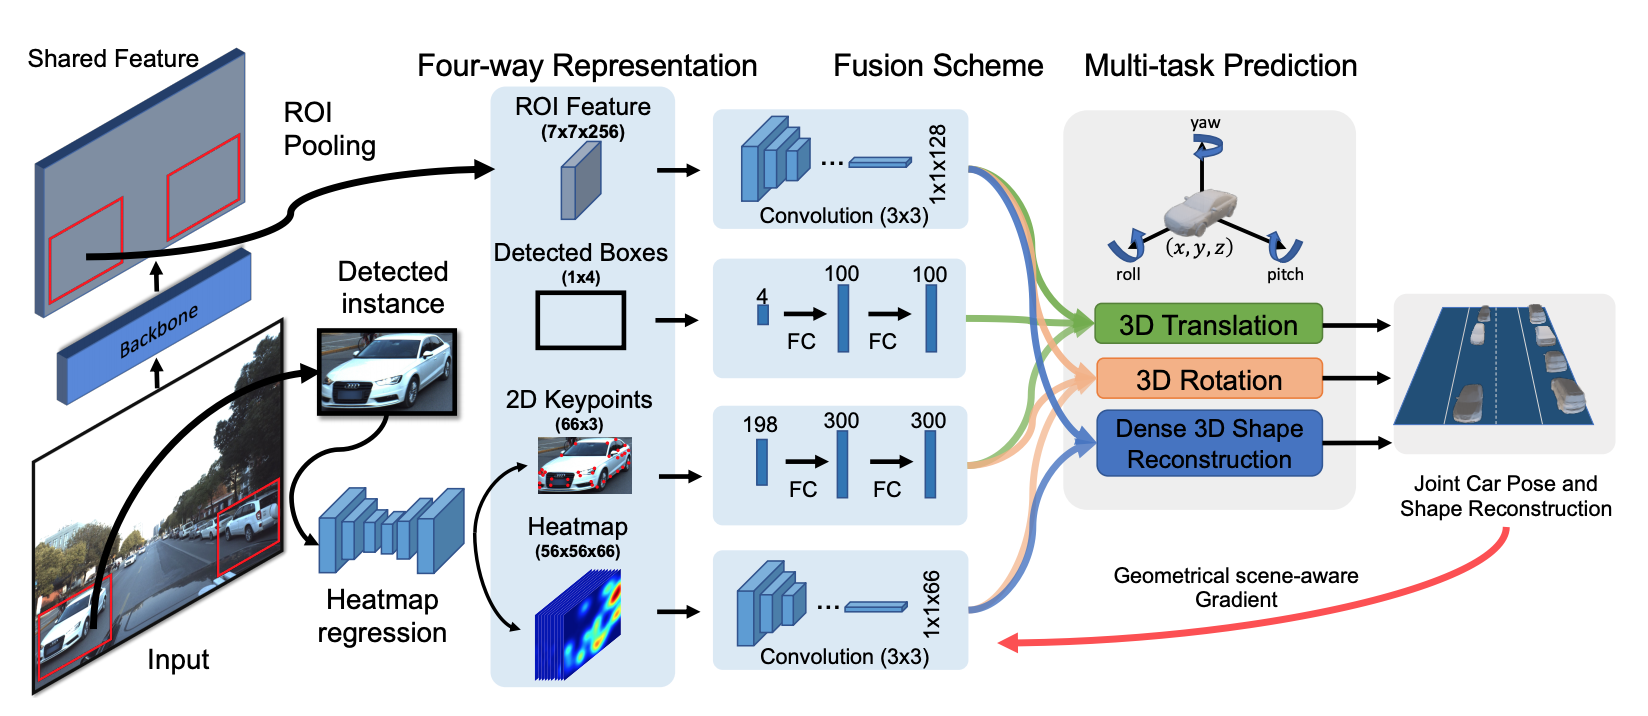 Shared Feature
ROI
Pooling
Backbone
Input
Detected
instance
Heatmap
regression
Four-way Representation
ROI Feature
(7x7x256)
Detected Boxes
(1x4)
2D Keypoints
(66x3)
Heatmap
(56x56x66)
Fusion Scheme
...
1x1x128
Convolution (3x3)
4
100
100
FC
FC
198
300
300
FC
FC
...
1x1x66
Convolution (3x3)
Multi-task Prediction
yaw
(x, y, z)
roll
pitch
3D Translation
3D Rotation
Dense 3D Shape
Reconstruction
Joint Car Pose and
Shape Reconstruction
Geometrical scene-aware
Gradient